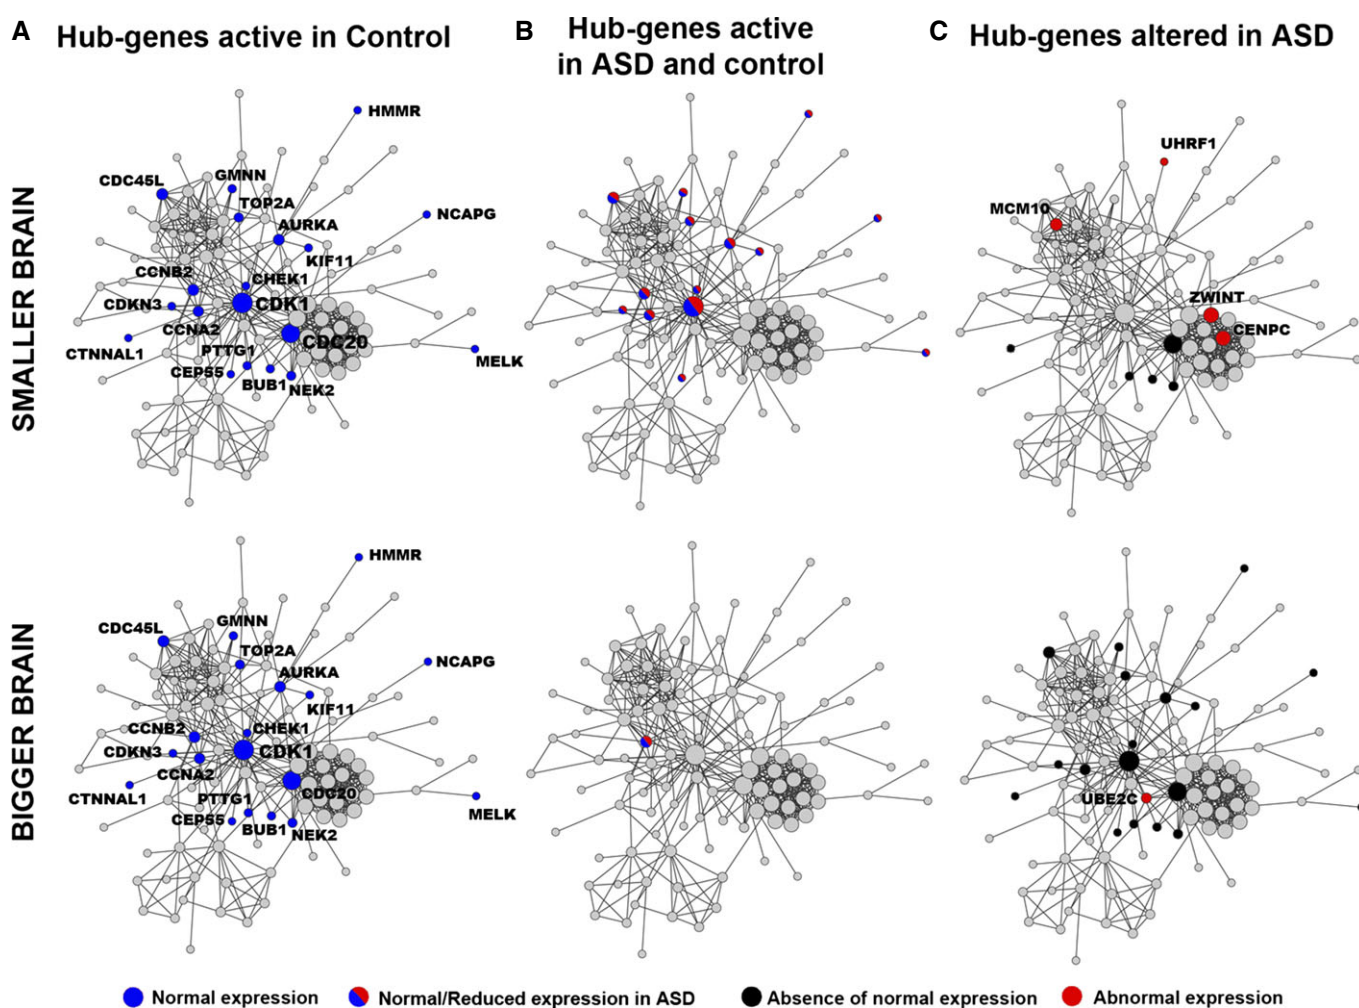 A Hub-genes active in Control
B Hub-genes active
in ASD and control
C Hub-genes altered in ASD
SMALLER BRAIN
HMMR
CDC45L
GMNN
TOP2A
AURKA
NCAPG
KIF11
CCNB2
CHEK1
CDKN3
CDK1
CCNA2
CDC20
CTNNAL1
PTTG1
MELK
CEP55
BUB1
NEK2
UHRF1
MCM10
ZWINT
CENPC
BIGGER BRAIN
HMMR
CDC45L
GMNN
TOP2A
AURKA
NCAPG
KIF11
CCNB2
CHEK1
CDKN3
CDK1
CCNA2
CDC20
CTNNAL1
PTTG1
MELK
CEP55
BUB1
NEK2
UBE2C
Normal expression
Normal/Reduced expression in ASD
Absence of normal expression
Abnormal expression